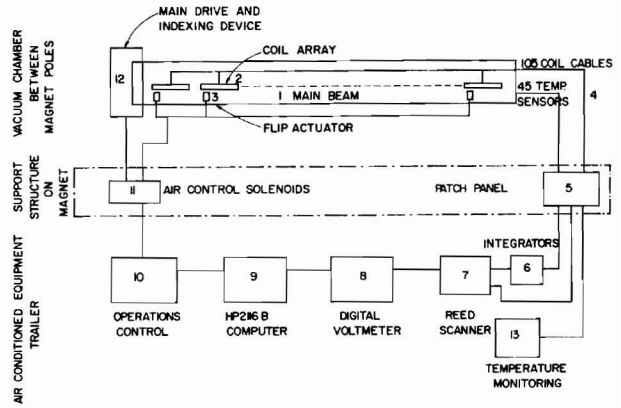 MAIN DRIVE AND
INDEXING DEVICE
COIL ARRAY
105 COIL CABLES
12
2
45 TEMP.
SENSORS
1 MAIN BEAM
3
4
FLIP ACTUATOR
VACUUM CHAMBER
BETWEEN
MAGNET POLES
11
AIR CONTROL SOLENOIDS
PATCH PANEL
5
SUPPORT
STRUCTURE
ON
MAGNET
INTEGRATORS
10
9
8
7
6
OPERATIONS
CONTROL
HP2116B
COMPUTER
DIGITAL
VOLTMETER
REED
SCANNER
13
TEMPERATURE
MONITORING
AIR CONDITIONED EQUIPMENT
TRAILER